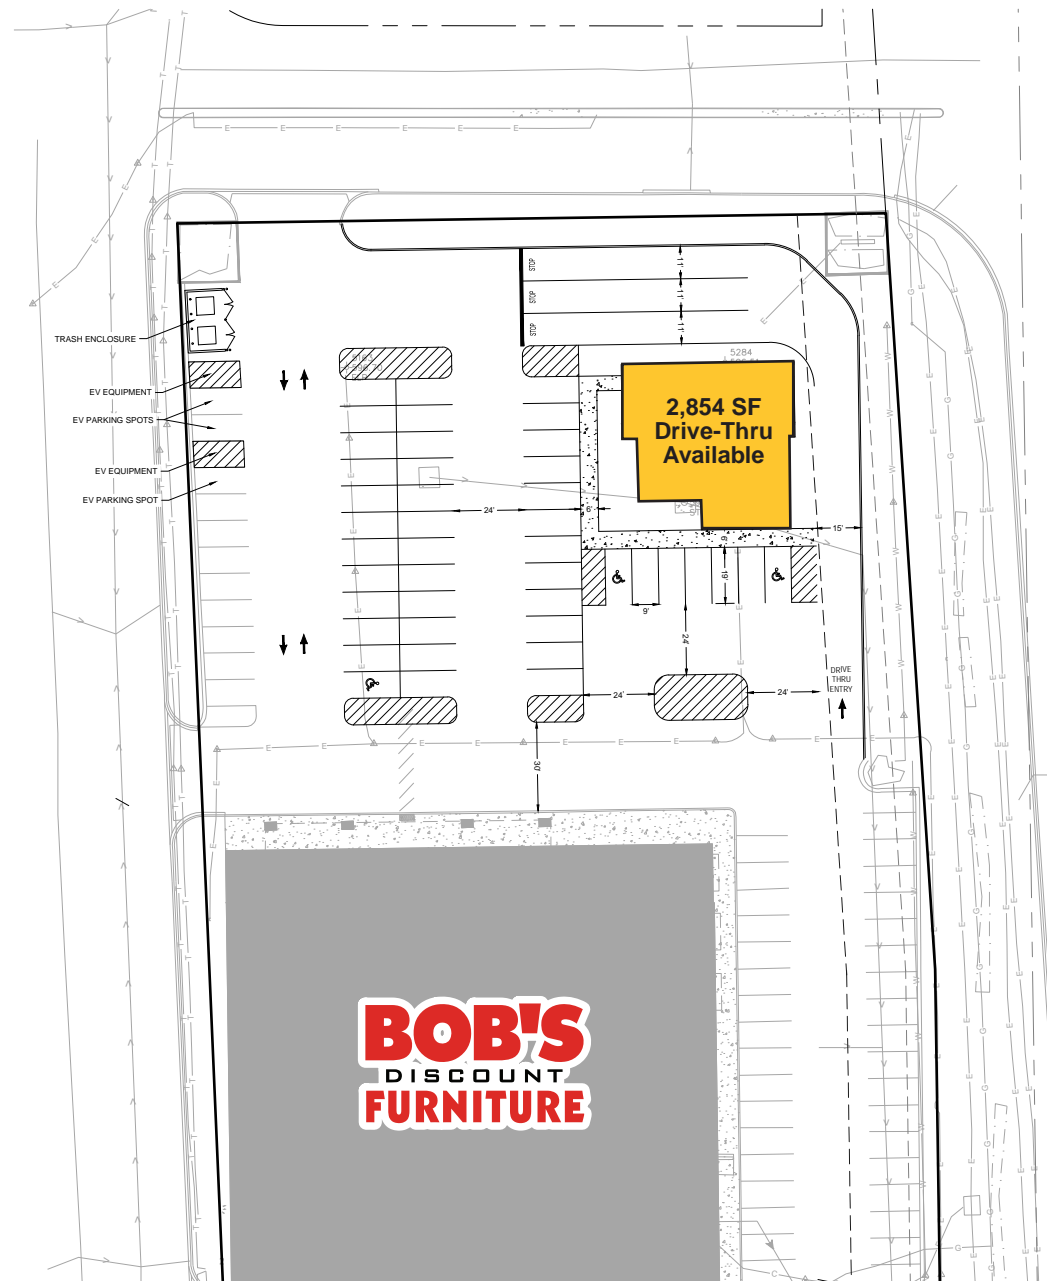 STOP
STOP
STOP
11'
11'
11'
TRASH ENCLOSURE
EV EQUIPMENT
EV PARKING SPOTS
EV EQUIPMENT
EV PARKING SPOT
5284
2,854 SF
Drive-Thru
Available
24'
6'
15'
6'
19'
9'
24'
24'
24'
DRIVE
THRU
ENTRY
30'
BOB'S
DISCOUNT
FURNITURE